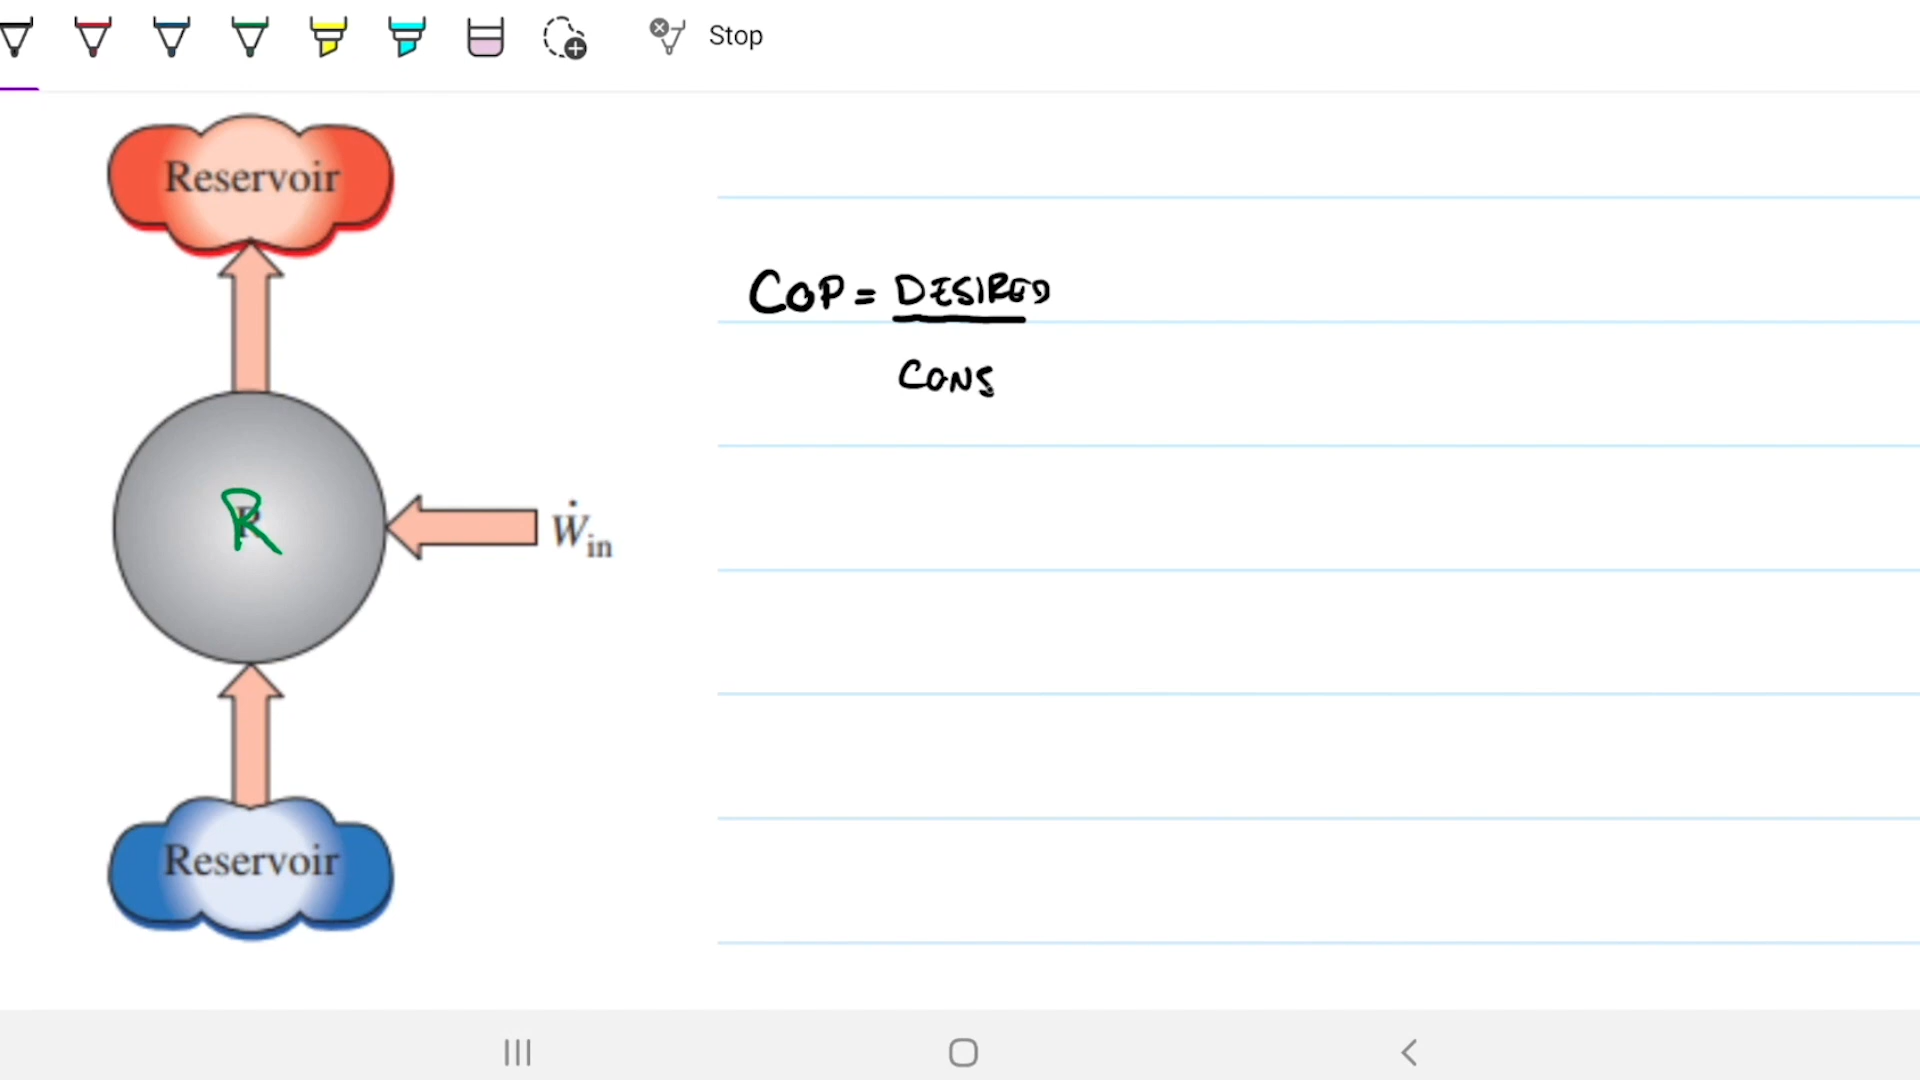 Stop
Reservoir
COP = DESIRED
CONS
R
Ẇin
Reservoir